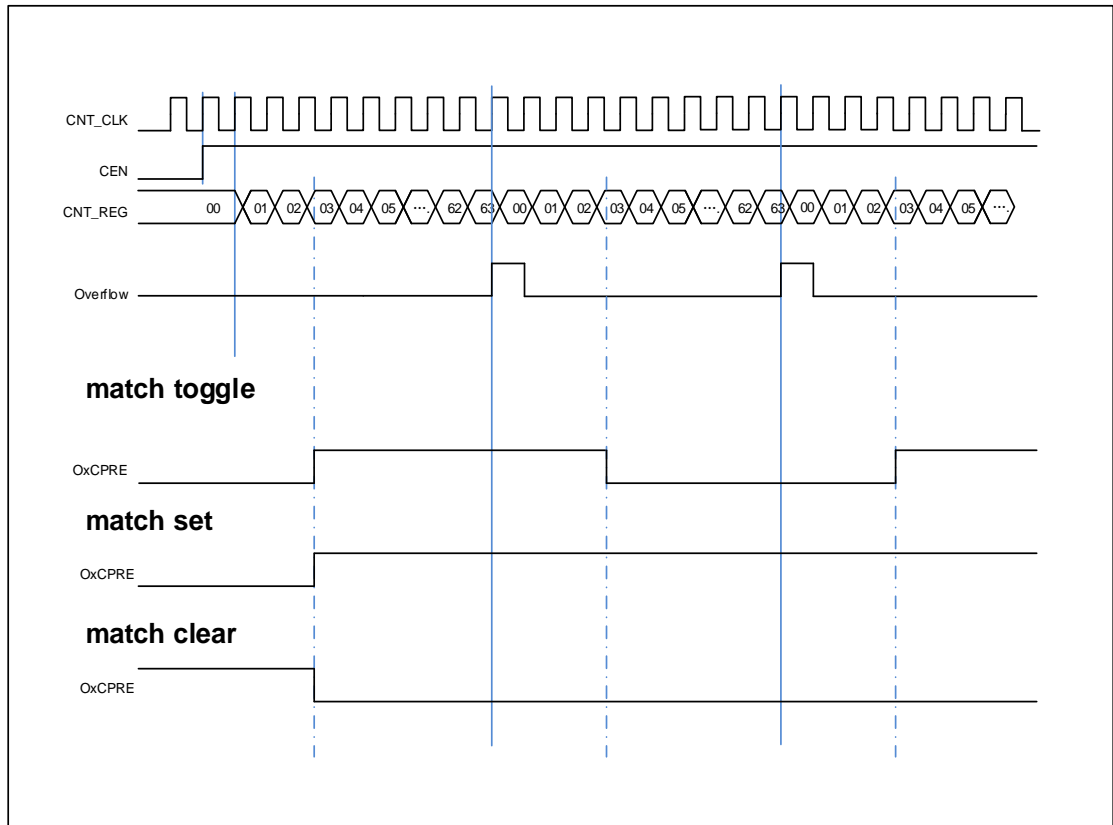 CNT_CLK
CEN
CNT_REG 00 01 02 03 04 05 ... 62 63 00 01 02 03 04 05 ... 62 63 00 01 02 03 04 05 ...
Overflow
match toggle
OxCPRE
match set
OxCPRE
match clear
OxCPRE